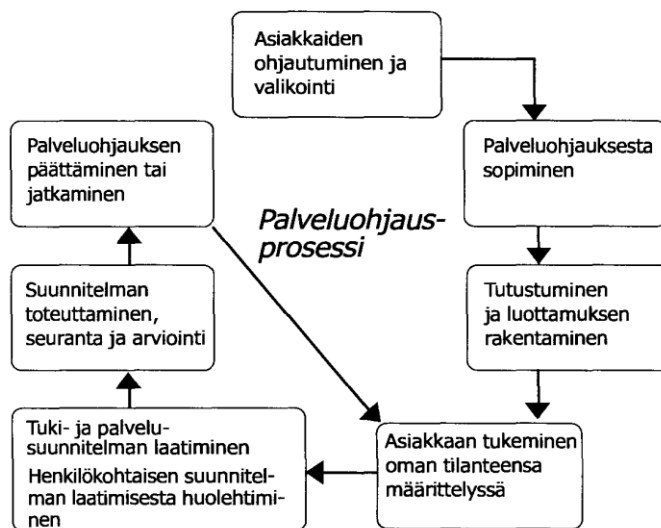 Asiakkaiden
ohjautuminen ja
valikointi
Palveluohjauksesta
sopiminen
Tutustuminen
ja luottamuksen
rakentaminen
Asiakkaan tukeminen
oman tilanteensa
määrittelyssä
Tuki- ja palvelu-
suunnitelman laatiminen
Henkilökohtaisen suunnitel-
man laatimisesta huolehtimi-
nen
Suunnitelman
toteuttaminen,
seuranta ja arviointi
Palveluohjauksen
päättäminen tai
jatkaminen
Palveluohjaus-
prosessi